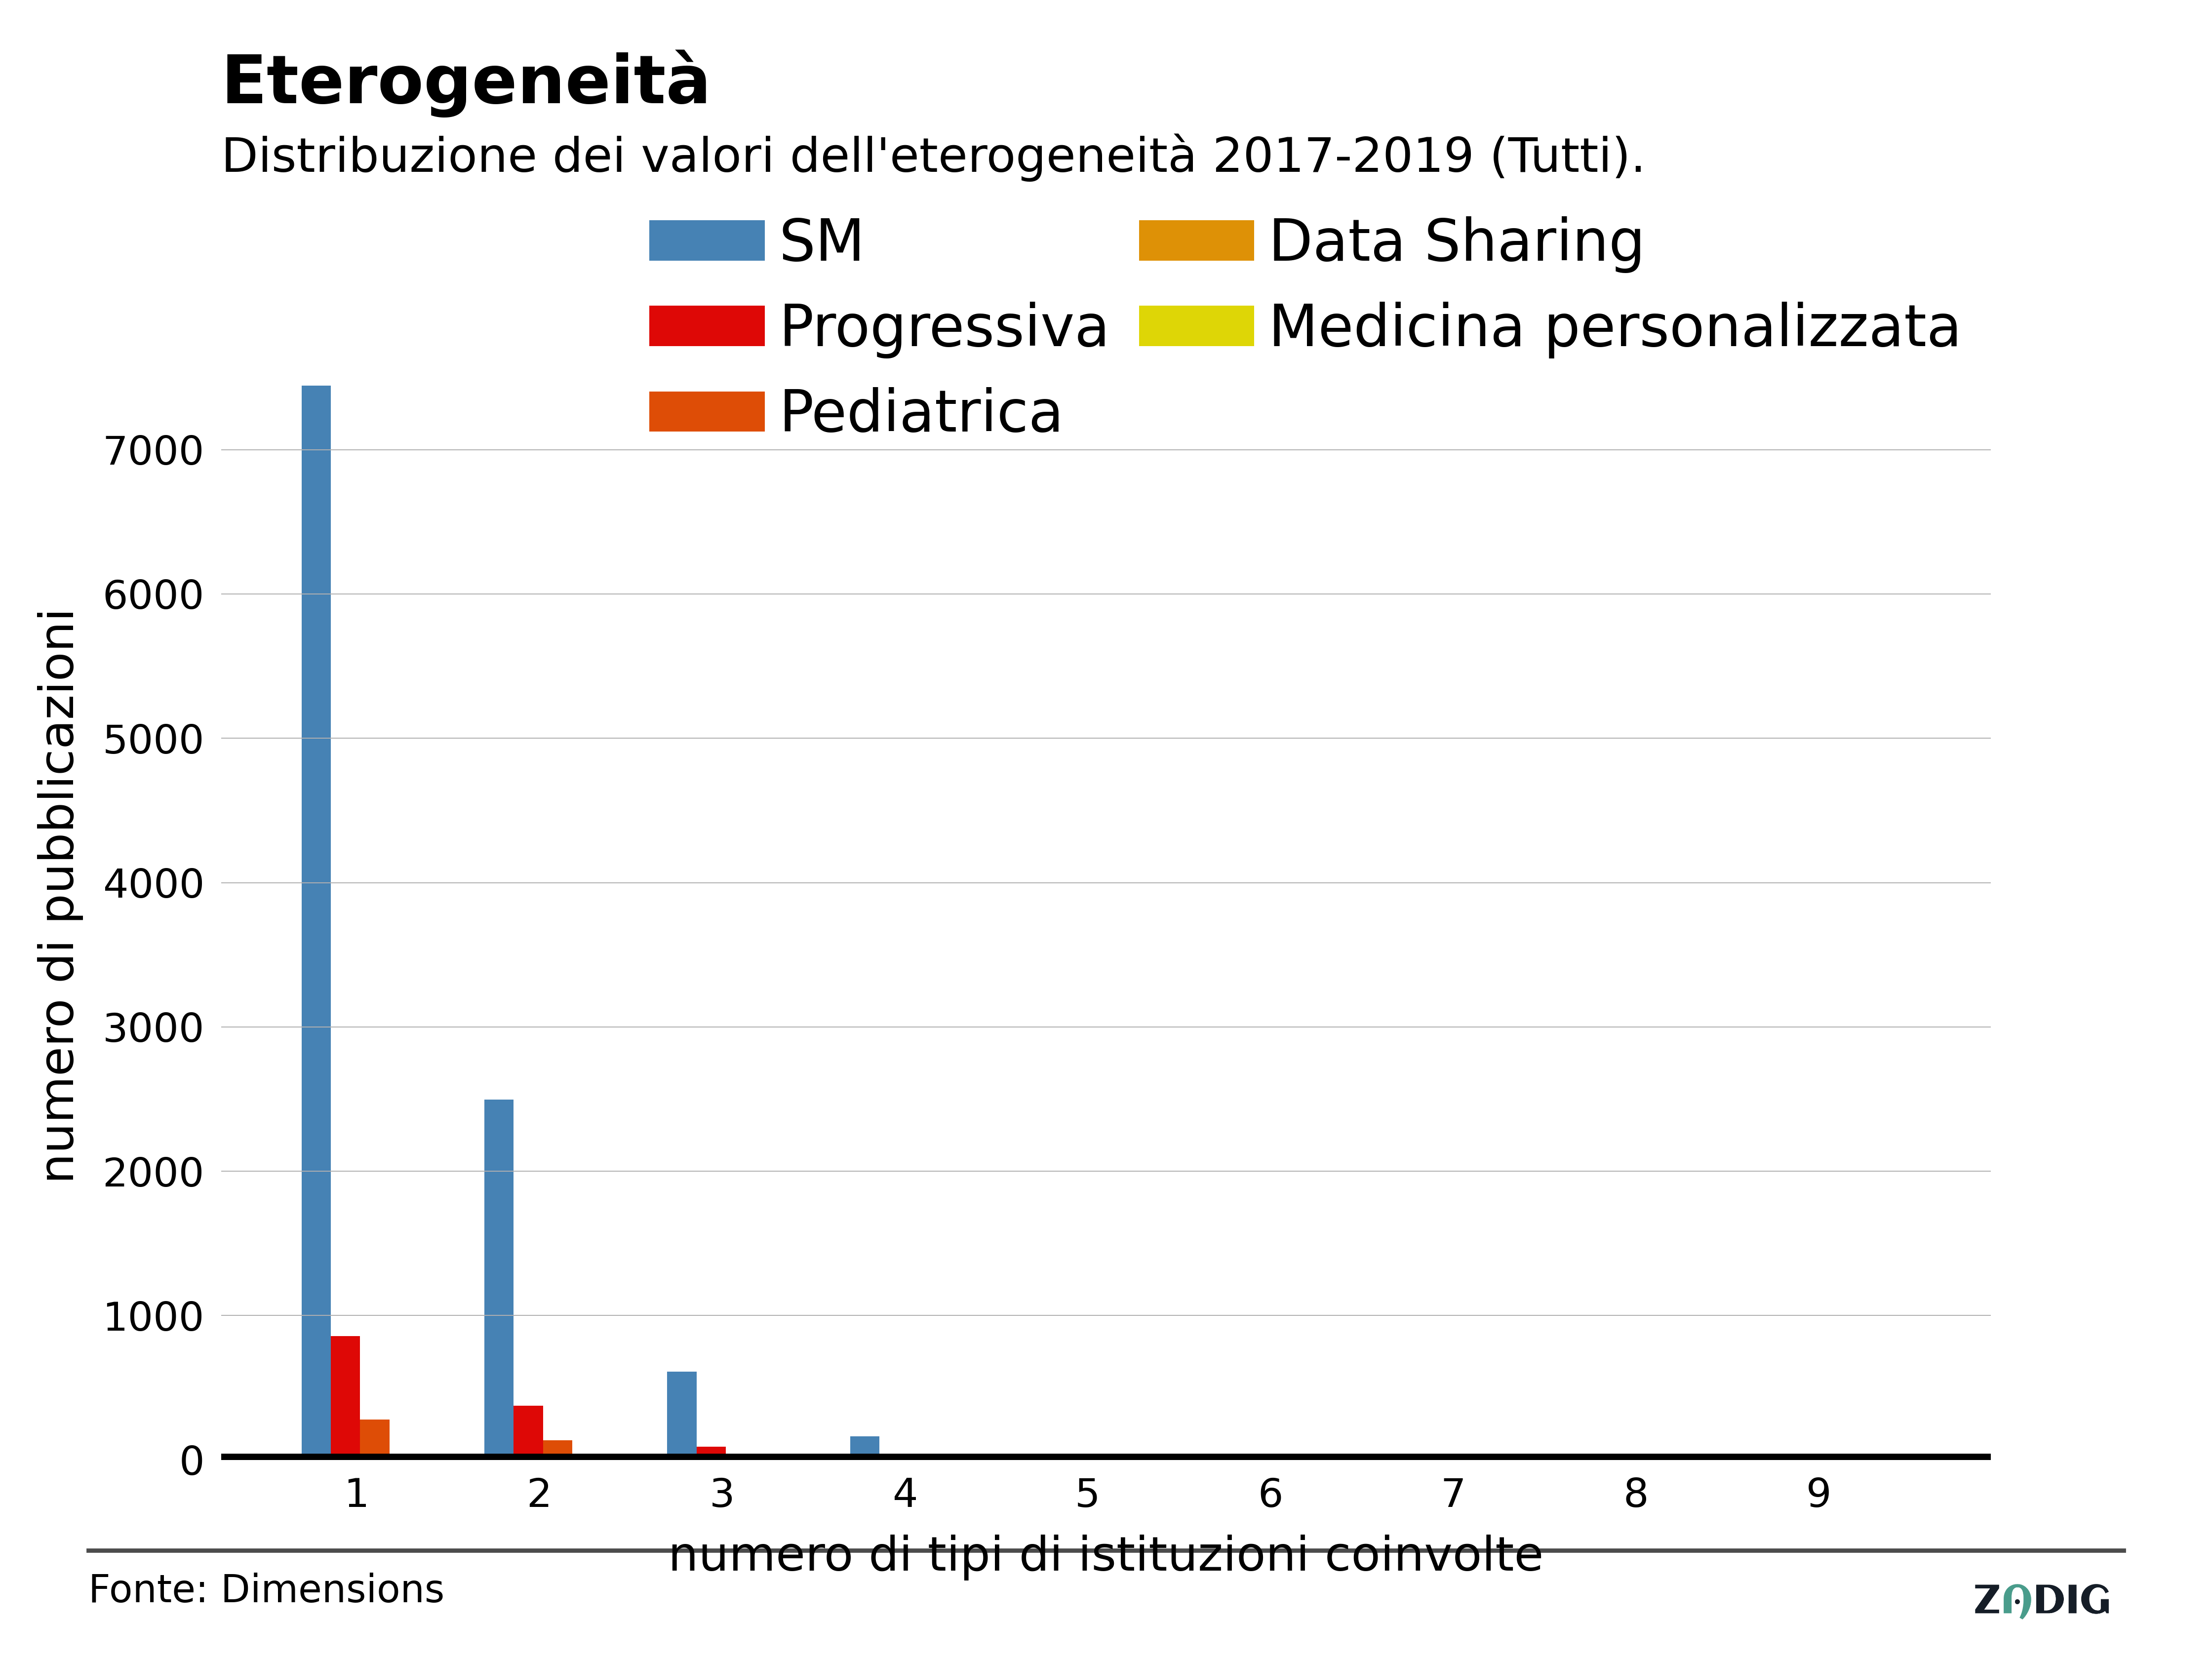 Eterogeneità
Distribuzione dei valori dell'eterogeneità 2017-2019 (Tutti).
SM
Data Sharing
Progressiva
Medicina personalizzata
Pediatrica
7000
6000
5000
4000
3000
2000
1000
0
numero di pubblicazioni
1 2 3 4 5 6 7 8 9
numero di tipi di istituzioni coinvolte
Fonte: Dimensions
ZADIG